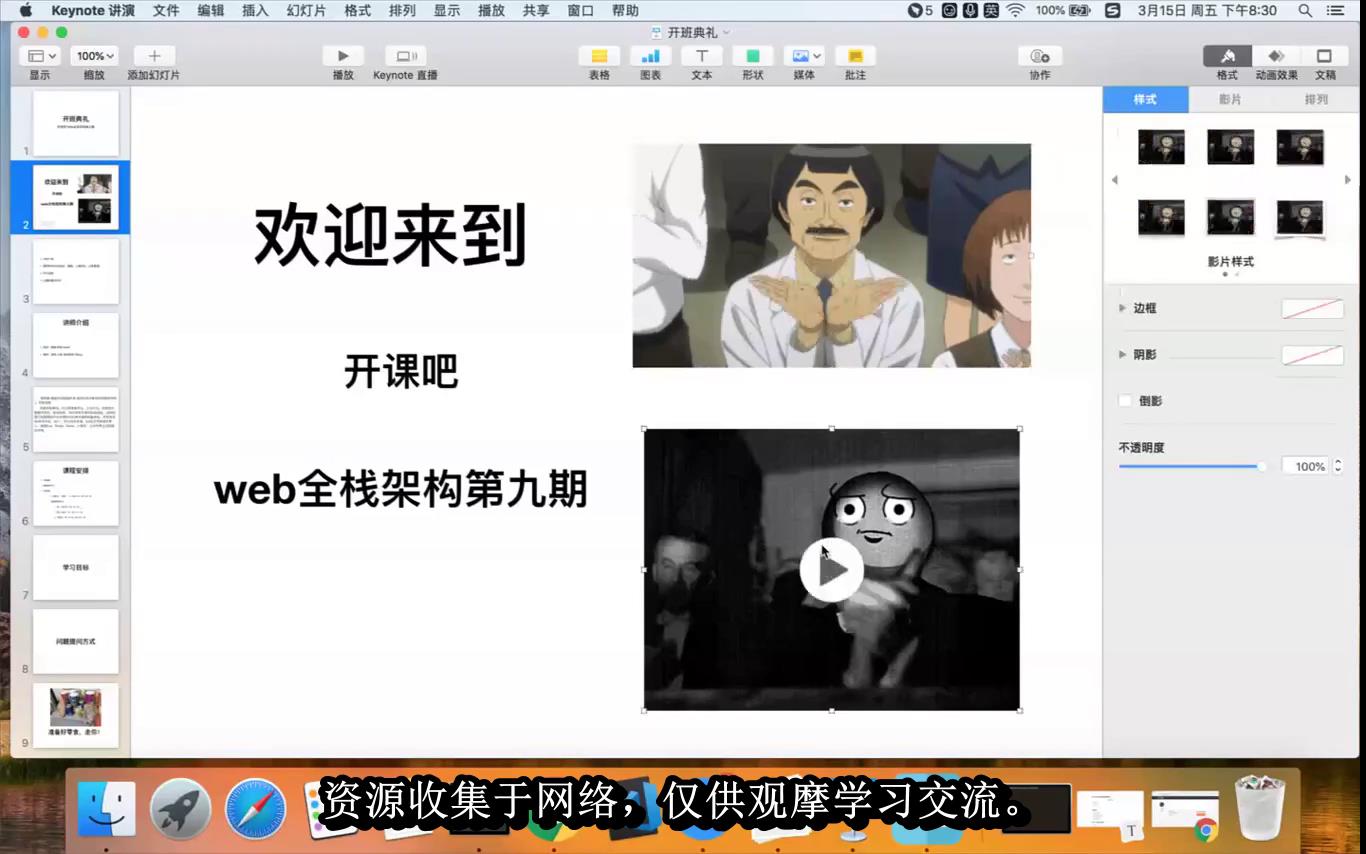 Keynote 讲演 文件 编辑 插入 幻灯片 格式 排列 显示 播放 共享 窗口 帮助 5 英 100% 3月15日 周五 下午8:30
开班典礼
100%
显示 缩放 添加幻灯片 播放 Keynote 直播 表格 图表 文本 形状 媒体 批注 协作 格式 动画效果 文稿
样式 影片 排列
开班典礼
1
欢迎来到
开课吧
web全栈架构第九期
2
3
讲师介绍
4
5
课程安排
6
学习目标
7
问题提问方式
8
准备好零食，走你！
9
欢迎来到
开课吧
web全栈架构第九期
影片样式
边框
阴影
倒影
不透明度
100%
资源收集于网络，仅供观摩学习交流。